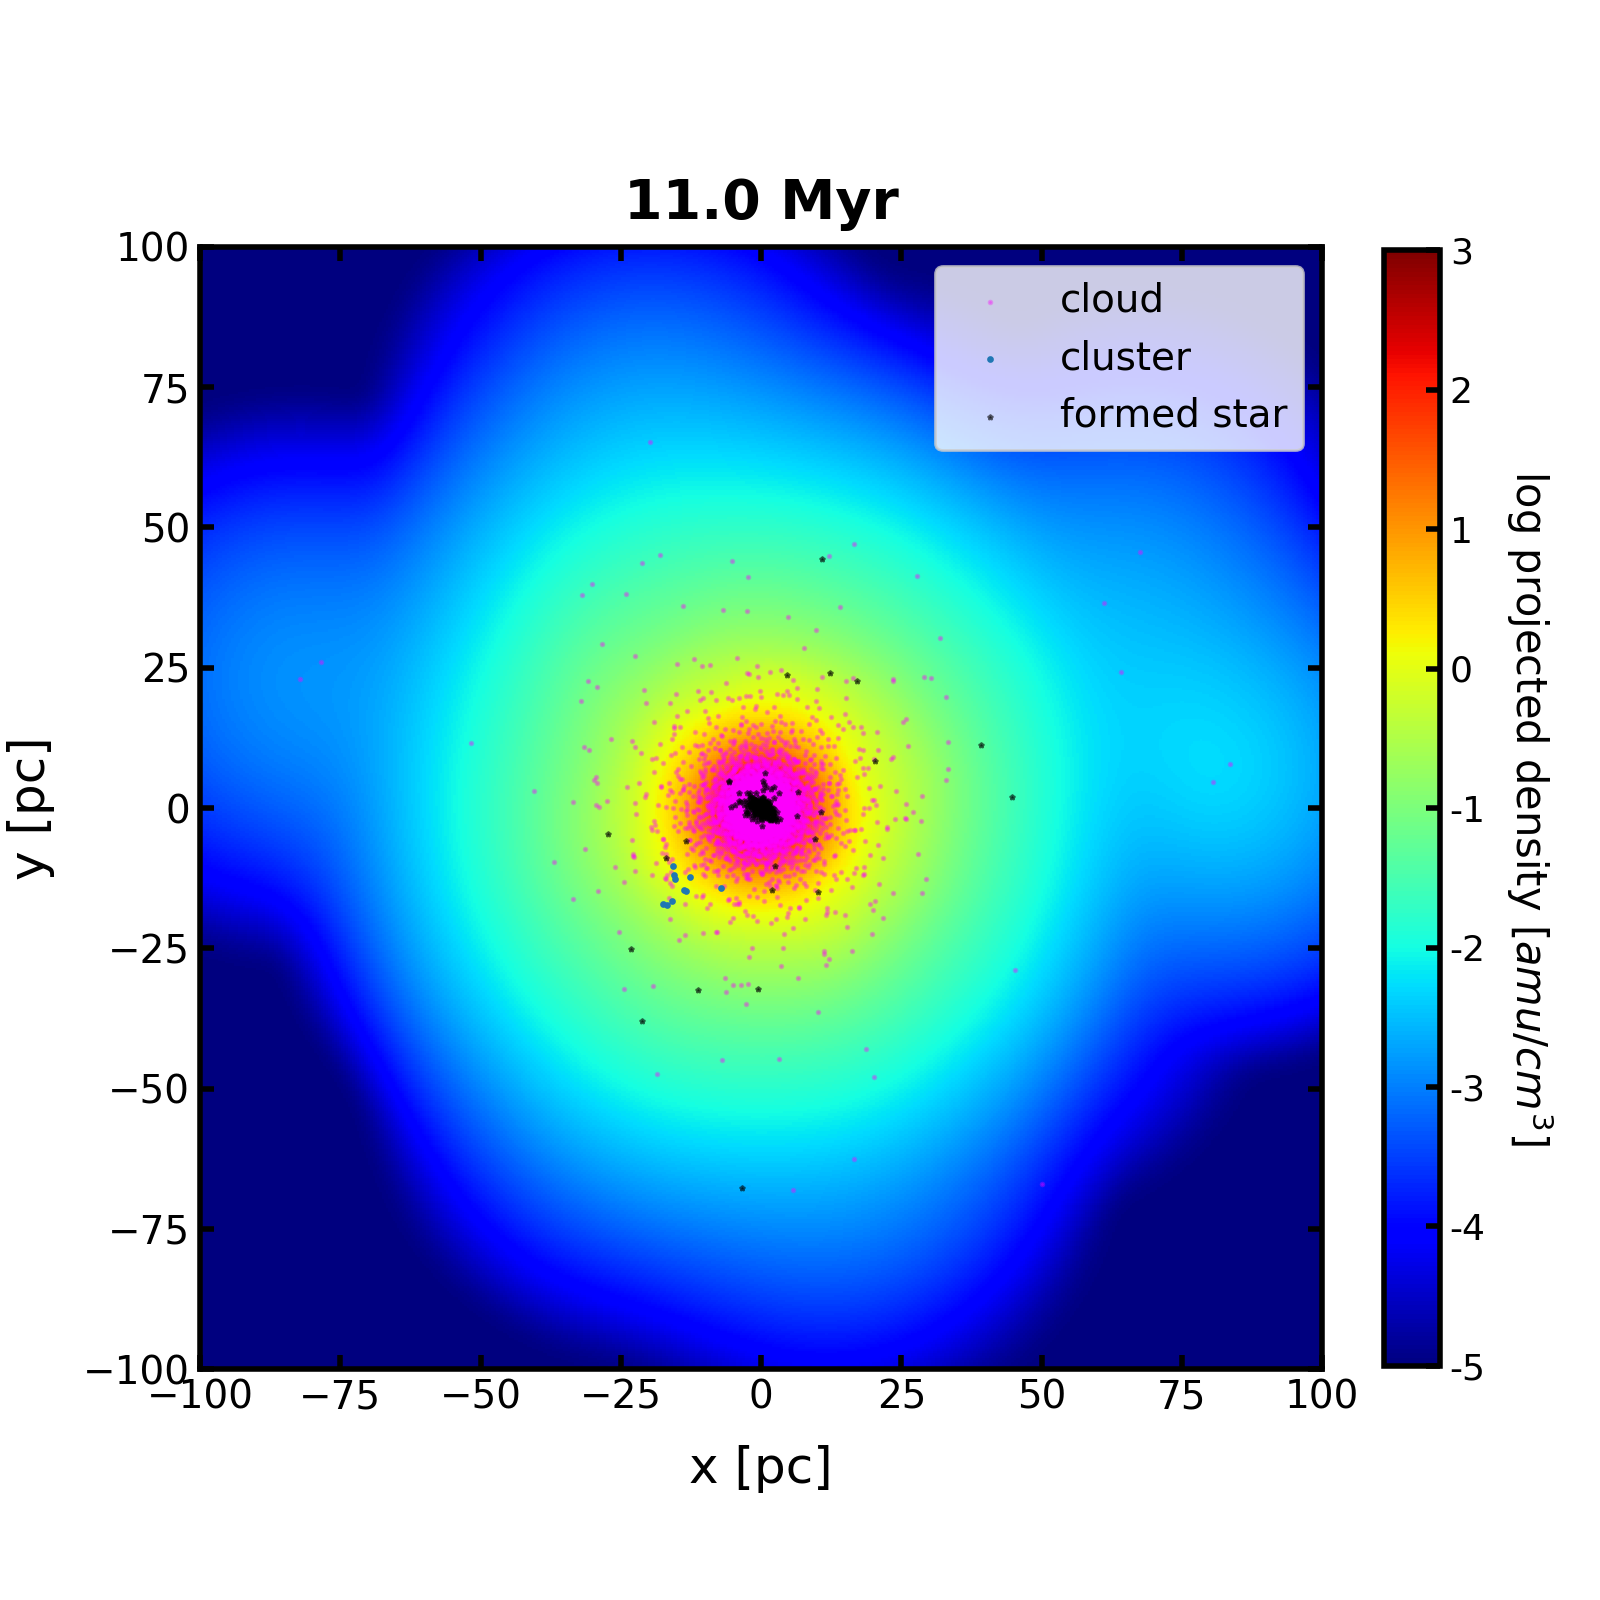 11.0 Myr
100
75
50
25
0
−25
−50
−75
−100
y [pc]
cloud
cluster
formed star
−100 −75 −50 −25 0 25 50 75 100
x [pc]
3
2
1
0
-1
-2
-3
-4
-5
log projected density [amu/cm³]